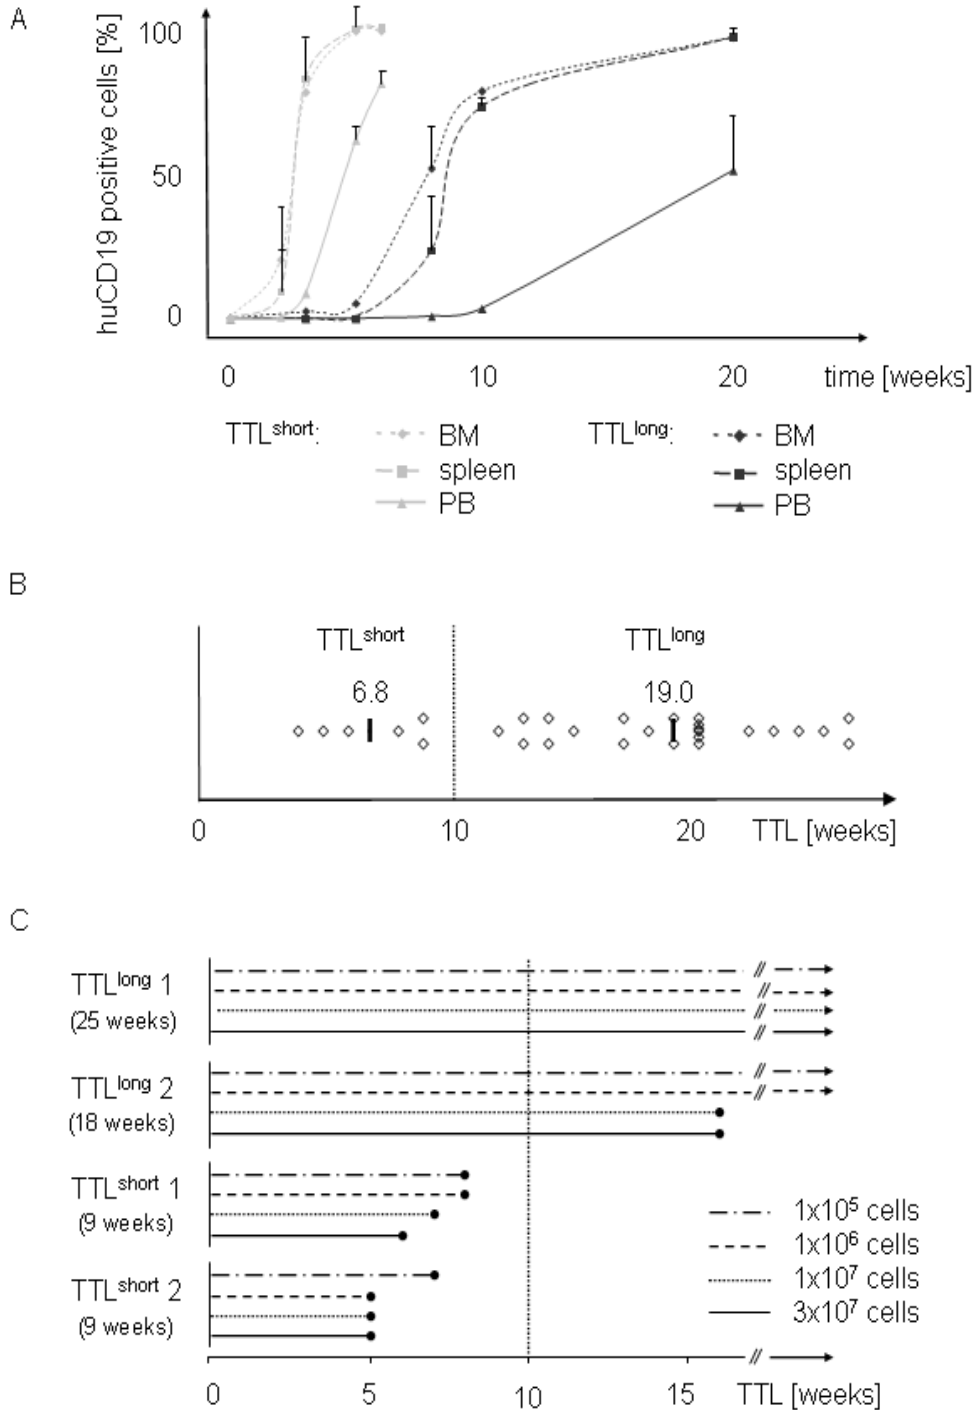 A
huCD19 positive cells [%]
100
50
0
0 10 20 time [weeks]
TTLshort: BM TTLlong: BM
spleen spleen
PB PB
B
TTLshort TTLlong
6.8 19.0
0 10 20 TTL [weeks]
C
TTLlong 1
(25 weeks)
TTLlong 2
(18 weeks)
TTLshort 1
(9 weeks)
TTLshort 2
(9 weeks)
1x10⁵ cells
1x10⁶ cells
1x10⁷ cells
3x10⁷ cells
0 5 10 15 TTL [weeks]